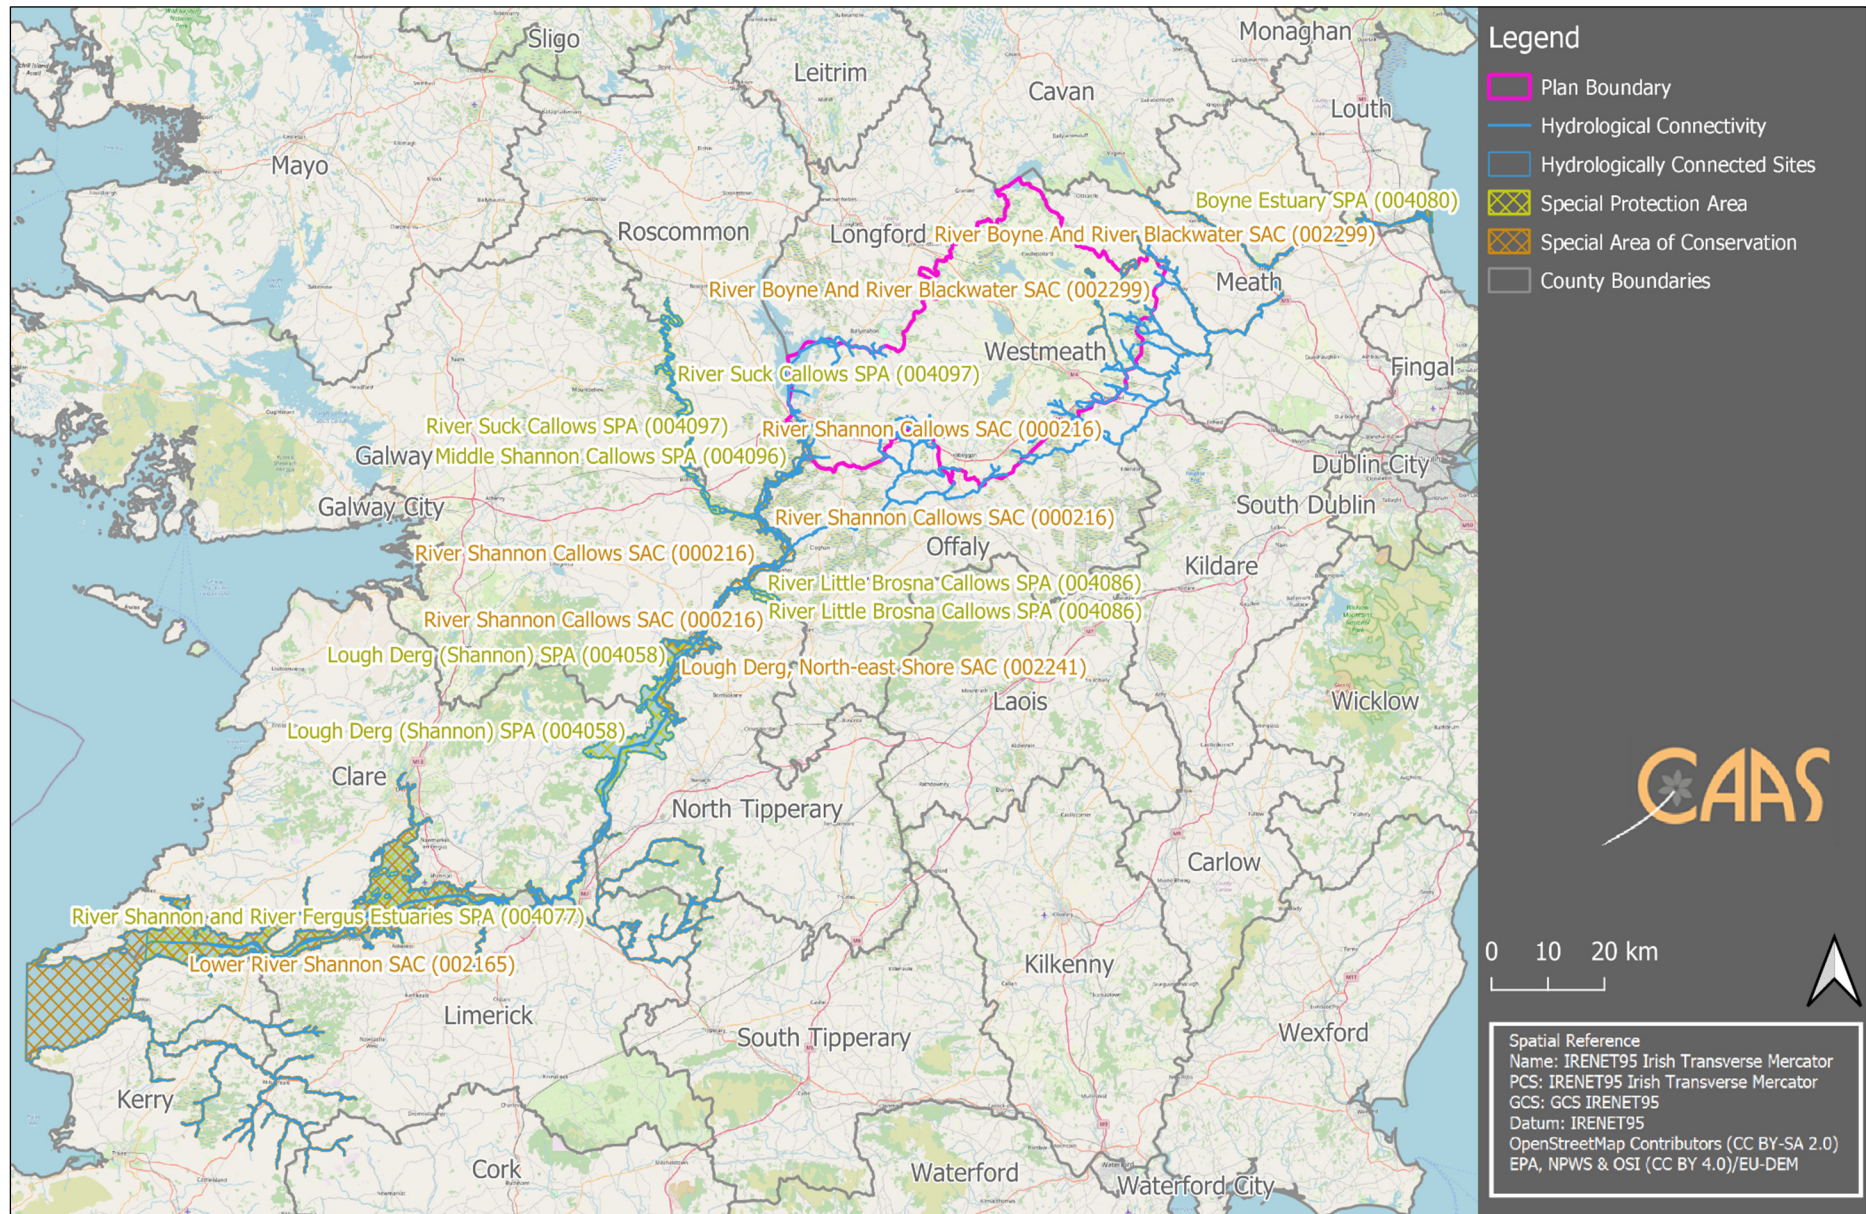 Sligo
Monaghan
Leitrim
Cavan
Louth
Mayo
Boyne Estuary SPA (004080)
Roscommon
Longford
River Boyne And River Blackwater SAC (002299)
Meath
River Boyne And River Blackwater SAC (002299)
Westmeath
Fingal
River Suck Callows SPA (004097)
River Suck Callows SPA (004097)
River Shannon Callows SAC (000216)
Galway
Middle Shannon Callows SPA (004096)
Dublin City
Galway City
South Dublin
River Shannon Callows SAC (000216)
Offaly
River Shannon Callows SAC (000216)
Kildare
River Little Brosna Callows SPA (004086)
River Little Brosna Callows SPA (004086)
River Shannon Callows SAC (000216)
Lough Derg (Shannon) SPA (004058)
Lough Derg, North-east Shore SAC (002241)
Laois
Wicklow
Lough Derg (Shannon) SPA (004058)
Clare
North Tipperary
Carlow
River Shannon and River Fergus Estuaries SPA (004077)
Lower River Shannon SAC (002165)
Kilkenny
Limerick
South Tipperary
Wexford
Kerry
Cork
Waterford
Waterford City
Legend
Plan Boundary
Hydrological Connectivity
Hydrologically Connected Sites
Special Protection Area
Special Area of Conservation
County Boundaries
CAAS
0 10 20 km
Spatial Reference
Name: IRENET95 Irish Transverse Mercator
PCS: IRENET95 Irish Transverse Mercator
GCS: GCS IRENET95
Datum: IRENET95
OpenStreetMap Contributors (CC BY-SA 2.0)
EPA, NPWS & OSI (CC BY 4.0)/EU-DEM